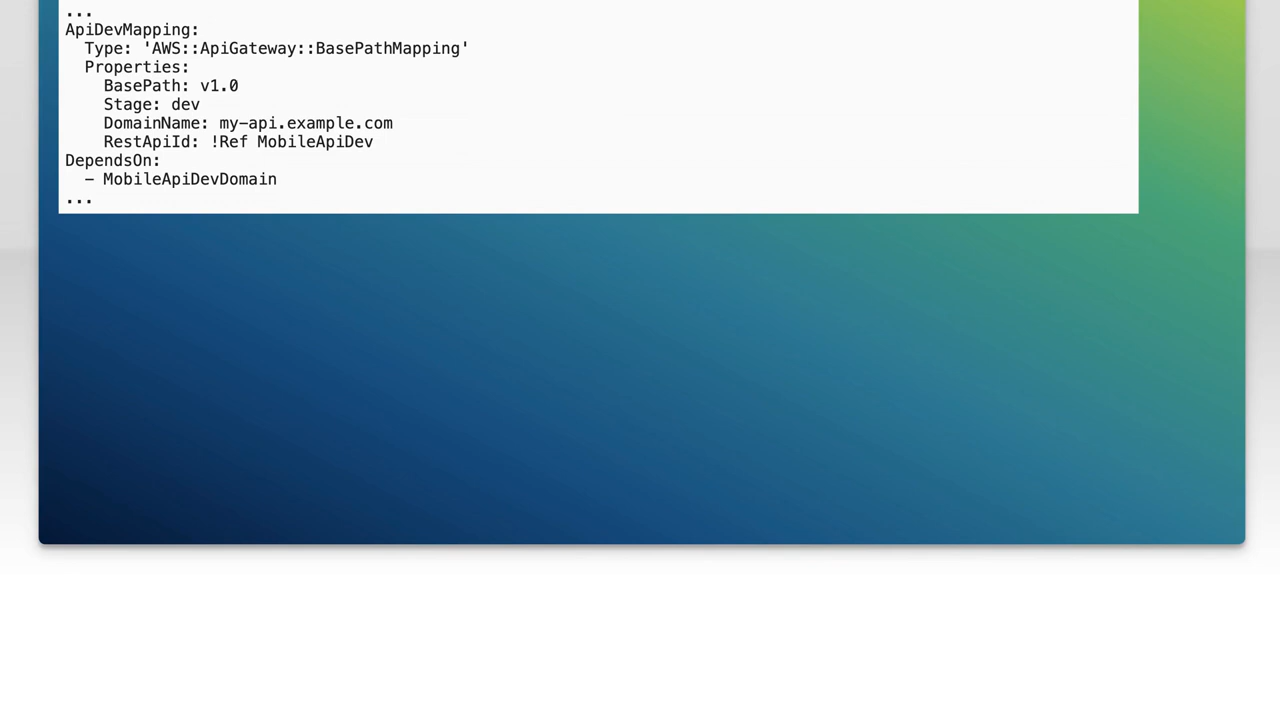 ...
ApiDevMapping:
  Type: 'AWS::ApiGateway::BasePathMapping'
  Properties:
    BasePath: v1.0
    Stage: dev
    DomainName: my-api.example.com
    RestApiId: !Ref MobileApiDev
DependsOn:
  - MobileApiDevDomain
...